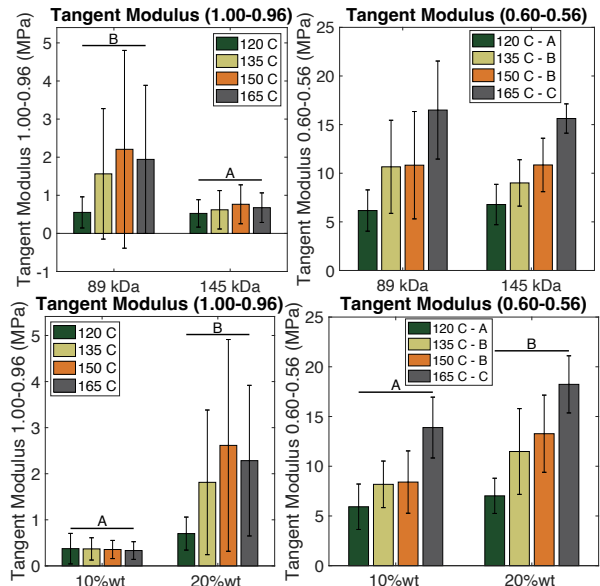 Tangent Modulus (1.00-0.96)
Tangent Modulus 1.00-0.96 (MPa)
5
4
3
2
1
0
-1
B
A
120 C
135 C
150 C
165 C
89 kDa
145 kDa
Tangent Modulus (0.60-0.56)
Tangent Modulus 0.60-0.56 (MPa)
25
20
15
10
5
0
120 C - A
135 C - B
150 C - B
165 C - C
89 kDa
145 kDa
Tangent Modulus (1.00-0.96)
Tangent Modulus 1.00-0.96 (MPa)
5
4
3
2
1
0
A
B
120 C
135 C
150 C
165 C
10%wt
20%wt
Tangent Modulus (0.60-0.56)
Tangent Modulus 0.60-0.56 (MPa)
25
20
15
10
5
0
A
B
120 C - A
135 C - B
150 C - B
165 C - C
10%wt
20%wt